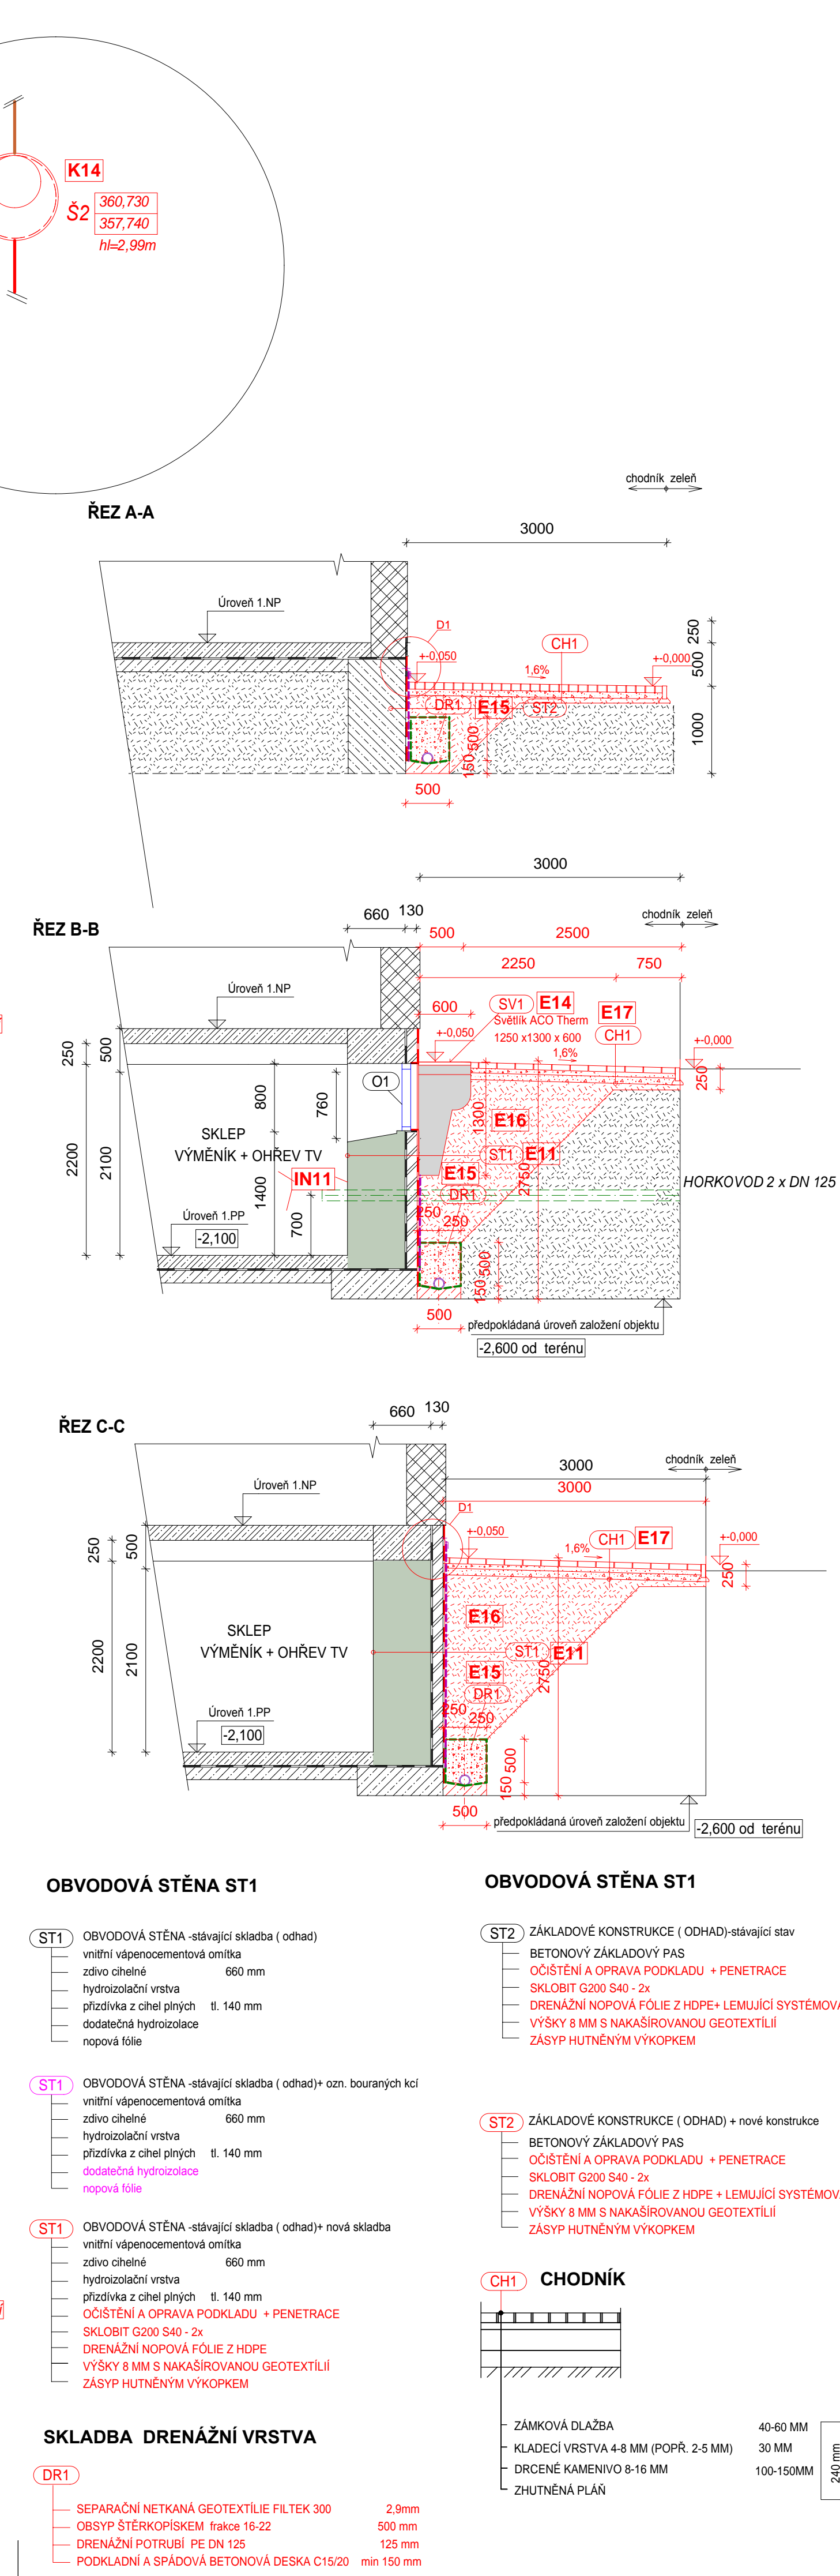 K14
Š2
360,730
357,740
hl=2,99m
chodník zeleň
ŘEZ A-A
3000
Úroveň 1.NP
D1
+-0,050
CH1
1,6%
+-0,000
250
500
1000
DR1
E15
ST2
500
150
500
3000
ŘEZ B-B
660
130
chodník zeleň
500
2500
2250
750
Úroveň 1.NP
600
SV1
E14
E17
Světlík ACO Therm
1250 x1300 x 600
CH1
+-0,050
1,6%
+-0,000
250
500
250
O1
800
760
1300
E16
SKLEP
VÝMĚNÍK + OHŘEV TV
2200
2100
ST1
E11
IN11
E15
DR1
2750
HORKOVOD 2 x DN 125
1400
700
Úroveň 1.PP
-2,100
250
250
500
150
500
předpokládaná úroveň založení objektu
-2,600 od terénu
ŘEZ C-C
660
130
3000
chodník zeleň
3000
Úroveň 1.NP
D1
+-0,050
1,6%
CH1
E17
+-0,000
250
500
250
E16
SKLEP
VÝMĚNÍK + OHŘEV TV
2200
2100
ST1
E11
E15
DR1
2750
Úroveň 1.PP
-2,100
250
250
500
150
500
předpokládaná úroveň založení objektu
-2,600 od terénu
OBVODOVÁ STĚNA ST1
ST1 OBVODOVÁ STĚNA -stávající skladba ( odhad)
vnitřní vápenocementová omítka
zdivo cihelné 660 mm
hydroizolační vrstva
přizdívka z cihel plných tl. 140 mm
dodatečná hydroizolace
nopová fólie
ST1 OBVODOVÁ STĚNA -stávající skladba ( odhad)+ ozn. bouraných kcí
vnitřní vápenocementová omítka
zdivo cihelné 660 mm
hydroizolační vrstva
přizdívka z cihel plných tl. 140 mm
dodatečná hydroizolace
nopová fólie
ST1 OBVODOVÁ STĚNA -stávající skladba ( odhad)+ nová skladba
vnitřní vápenocementová omítka
zdivo cihelné 660 mm
hydroizolační vrstva
přizdívka z cihel plných tl. 140 mm
OČIŠTĚNÍ A OPRAVA PODKLADU + PENETRACE
SKLOBIT G200 S40 - 2x
DRENÁŽNÍ NOPOVÁ FÓLIE Z HDPE
VÝŠKY 8 MM S NAKAŠÍROVANOU GEOTEXTÍLIÍ
ZÁSYP HUTNĚNÝM VÝKOPKEM
OBVODOVÁ STĚNA ST1
ST2 ZÁKLADOVÉ KONSTRUKCE ( ODHAD)-stávající stav
BETONOVÝ ZÁKLADOVÝ PAS
OČIŠTĚNÍ A OPRAVA PODKLADU + PENETRACE
SKLOBIT G200 S40 - 2x
DRENÁŽNÍ NOPOVÁ FÓLIE Z HDPE+ LEMUJÍCÍ SYSTÉMOVÁ
VÝŠKY 8 MM S NAKAŠÍROVANOU GEOTEXTÍLIÍ
ZÁSYP HUTNĚNÝM VÝKOPKEM
ST2 ZÁKLADOVÉ KONSTRUKCE ( ODHAD) + nové konstrukce
BETONOVÝ ZÁKLADOVÝ PAS
OČIŠTĚNÍ A OPRAVA PODKLADU + PENETRACE
SKLOBIT G200 S40 - 2x
DRENÁŽNÍ NOPOVÁ FÓLIE Z HDPE + LEMUJÍCÍ
VÝŠKY 8 MM S NAKAŠÍROVANOU GEOTEXTÍLIÍ
ZÁSYP HUTNĚNÝM VÝKOPKEM
CH1 CHODNÍK
ZÁMKOVÁ DLAŽBA 40-60 MM
KLADECÍ VRSTVA 4-8 MM (POPŘ. 2-5 MM) 30 MM
DRCENÉ KAMENIVO 8-16 MM 100-150MM
ZHUTNĚNÁ PLÁŇ
240 mm
SKLADBA DRENÁŽNÍ VRSTVA
DR1
SEPARAČNÍ NETKANÁ GEOTEXTÍLIE FILTEK 300 2,9mm
OBSYP ŠTĚRKOPÍSKEM frakce 16-22 500 mm
DRENÁŽNÍ POTRUBÍ PE DN 125 125 mm
PODKLADNÍ A SPÁDOVÁ BETONOVÁ DESKA C15/20 min 150 mm